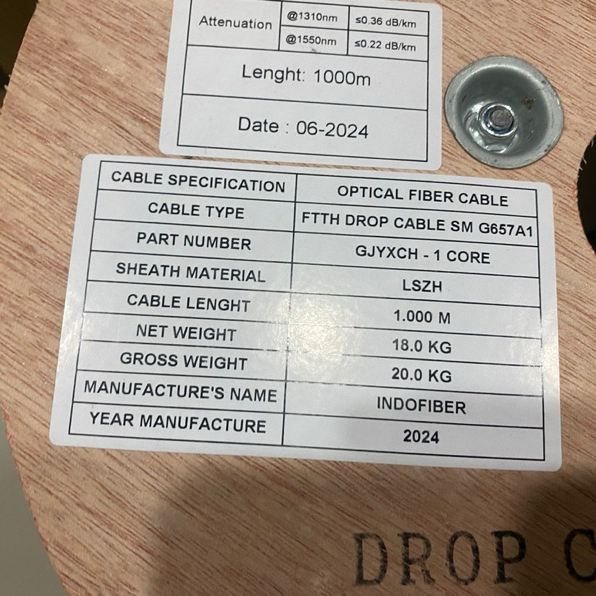 Attenuation @1310nm ≤0.36 dB/km
@1550nm ≤0.22 dB/km
Lenght: 1000m
Date : 06-2024
CABLE SPECIFICATION OPTICAL FIBER CABLE
CABLE TYPE FTTH DROP CABLE SM G657A1
PART NUMBER GJYXCH - 1 CORE
SHEATH MATERIAL LSZH
CABLE LENGHT 1.000 M
NET WEIGHT 18.0 KG
GROSS WEIGHT 20.0 KG
MANUFACTURE'S NAME INDOFIBER
YEAR MANUFACTURE 2024
DROP C